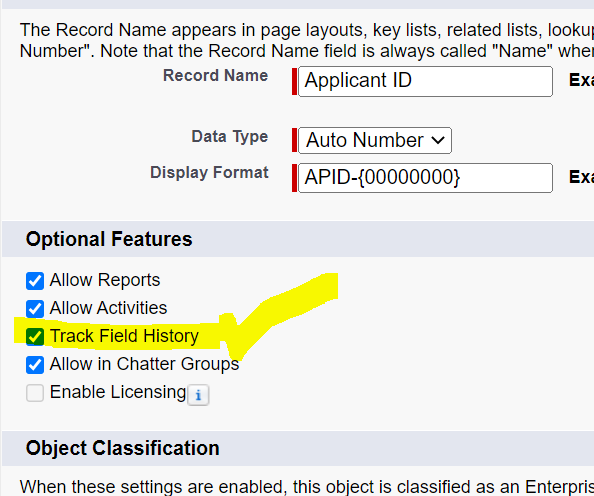 The Record Name appears in page layouts, key lists, related lists, lookup
Number". Note that the Record Name field is always called "Name" whe
Record Name Applicant ID Exa
Data Type Auto Number
Display Format APID-{00000000} Exa
Optional Features
Allow Reports
Allow Activities
Track Field History
Allow in Chatter Groups
Enable Licensing i
Object Classification
When these settings are enabled, this object is classified as an Enterpris